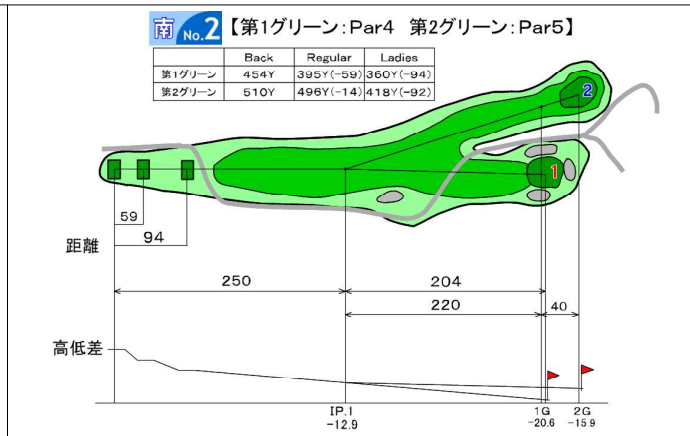 南 No.2 【第1グリーン:Par4 第2グリーン:Par5】
Back Regular Ladies
第1グリーン 454Y 395Y(-59) 360Y(-94)
第2グリーン 510Y 496Y(-14) 418Y(-92)
2
1
59
94
距離
250 204
220 40
高低差
IP.1 1G 2G
-12.9 -20.6 -15.9